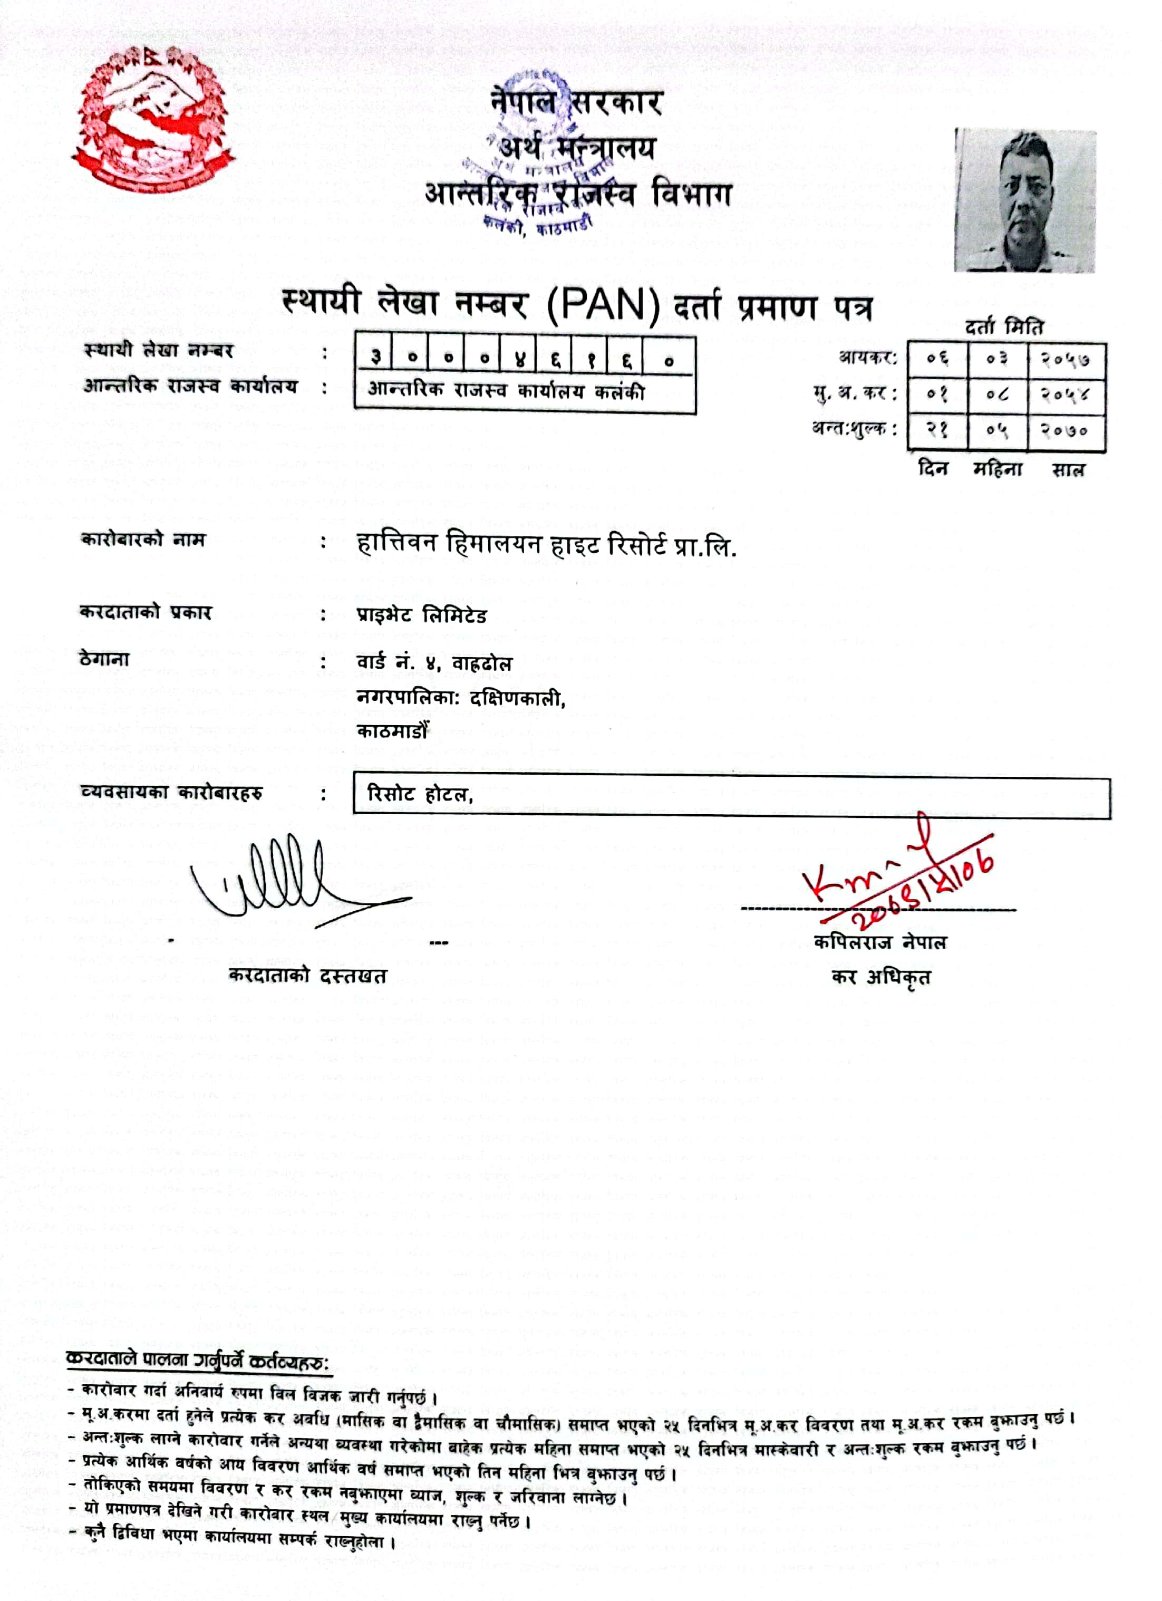 नेपाल सरकार
अर्थ मन्त्रालय
आन्तरिक राजस्व विभाग
कलंकी, काठमाडौं
स्थायी लेखा नम्बर (PAN) दर्ता प्रमाण पत्र
स्थायी लेखा नम्बर : ३ ० ० ० ४ ६ १ ६ ०
आन्तरिक राजस्व कार्यालय : आन्तरिक राजस्व कार्यालय कलंकी
दर्ता मिति
आयकर: ०६ ०३ २०५७
मु. अ. कर : ०१ ०८ २०५४
अन्त:शुल्क : २१ ०५ २०७०
दिन महिना साल
कारोबारको नाम : हात्तिवन हिमालयन हाइट रिसोर्ट प्रा.लि.
करदाताको प्रकार : प्राइभेट लिमिटेड
ठेगाना : वार्ड नं. ४, वाह्रढोल
नगरपालिका: दक्षिणकाली,
काठमाडौं
व्यवसायका कारोबारहरु : रिसोट होटल,
करदाताको दस्तखत
कपिलराज नेपाल
कर अधिकृत
करदाताले पालना गर्नुपर्ने कर्तव्यहरु:
- कारोवार गर्दा अनिवार्य रुपमा विल विजक जारी गर्नुपर्छ ।
- मू.अ.करमा दर्ता हुनेले प्रत्येक कर अवधि (मासिक वा द्वैमासिक वा चौमासिक) समाप्त भएको २५ दिनभित्र मू.अ.कर विवरण तथा मू.अ.कर रकम बुझाउनु पर्छ ।
- अन्त:शुल्क लाग्ने कारोवार गर्नेले अन्यथा व्यवस्था गरेकोमा बाहेक प्रत्येक महिना समाप्त भएको २५ दिनभित्र मास्केवारी र अन्त:शुल्क रकम बुझाउनु पर्छ ।
- प्रत्येक आर्थिक वर्षको आय विवरण आर्थिक वर्ष समाप्त भएको तिन महिना भित्र बुझाउनु पर्छ ।
- तोकिएको समयमा विवरण र कर रकम नबुझाएमा व्याज, शुल्क र जरिवाना लाग्नेछ ।
- यो प्रमाणपत्र देखिने गरी कारोवार स्थल/मुख्य कार्यालयमा राख्नु पर्नेछ ।
- कुनै द्विविधा भएमा कार्यालयमा सम्पर्क राख्नुहोला ।